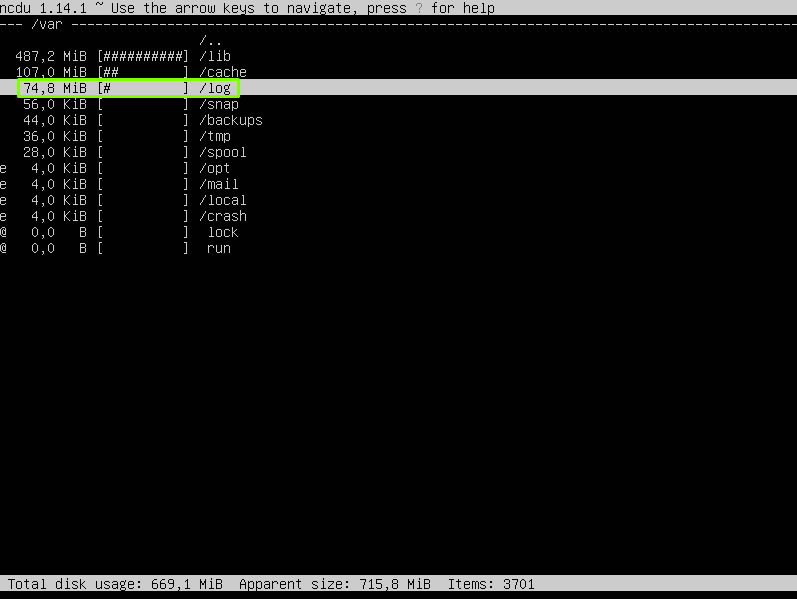 ncdu 1.14.1 ~ Use the arrow keys to navigate, press ? for help
--- /var ----------------------------------------------------------------------------------------
                         /..
  487,2 MiB [##########] /lib
  107,0 MiB [##        ] /cache
   74,8 MiB [#         ] /log
   56,0 KiB [          ] /snap
   44,0 KiB [          ] /backups
   36,0 KiB [          ] /tmp
   28,0 KiB [          ] /spool
e   4,0 KiB [          ] /opt
e   4,0 KiB [          ] /mail
e   4,0 KiB [          ] /local
e   4,0 KiB [          ] /crash
@   0,0   B [          ]  lock
@   0,0   B [          ]  run
Total disk usage: 669,1 MiB  Apparent size: 715,8 MiB  Items: 3701